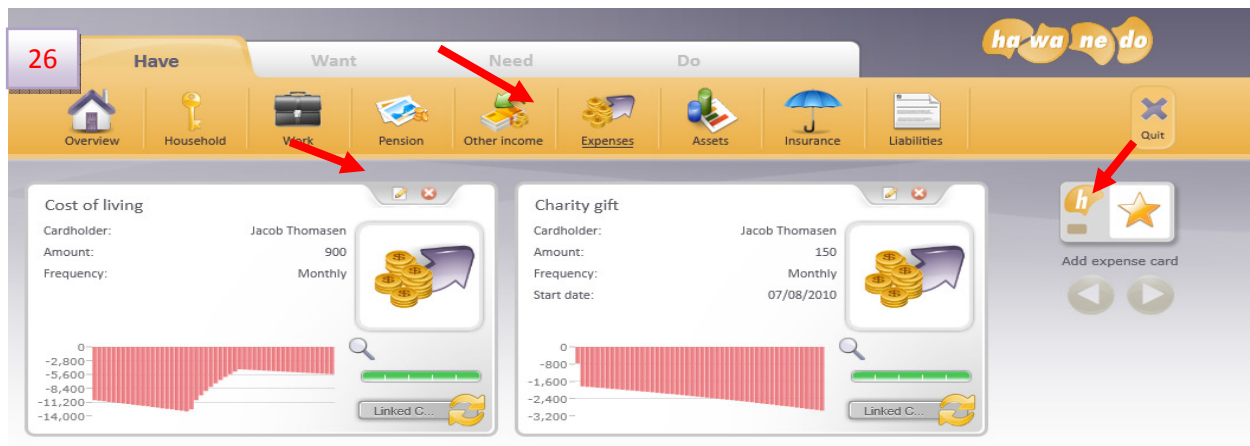 ha wa ne do
26
Have Want Need Do
Overview Household Work Pension Other income Expenses Assets Insurance Liabilities Quit
Cost of living
Cardholder: Jacob Thomasen
Amount: 900
Frequency: Monthly
0
-2,800
-5,600
-8,400
-11,200
-14,000
Linked C...
Charity gift
Cardholder: Jacob Thomasen
Amount: 150
Frequency: Monthly
Start date: 07/08/2010
0
-800
-1,600
-2,400
-3,200
Linked C...
h
Add expense card